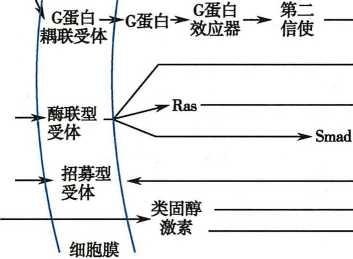 G蛋白
耦联受体
G蛋白
G蛋白
效应器
第二
信使
酶联型
受体
Ras
Smad
招募型
受体
类固醇
激素
细胞膜